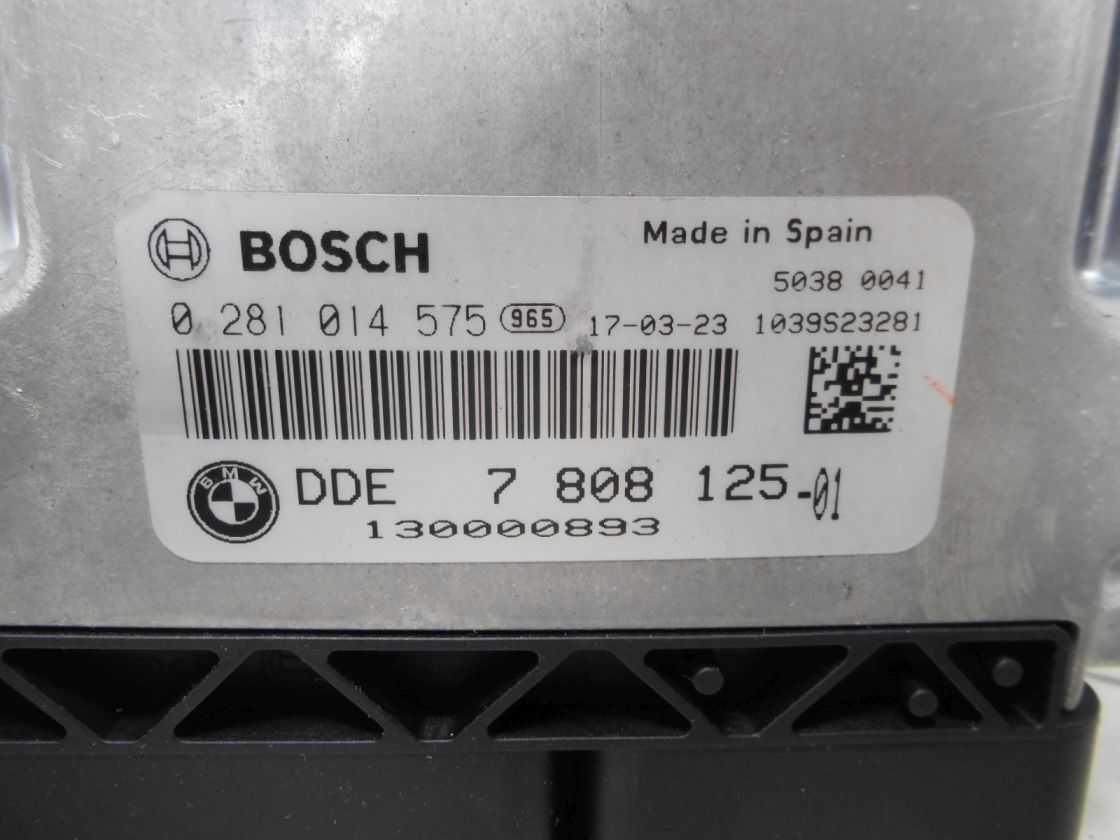 BOSCH
Made in Spain
5038 0041
0 281 014 575 965 17-03-23 1039S23281
BMW
DDE 7 808 125-01
130000893